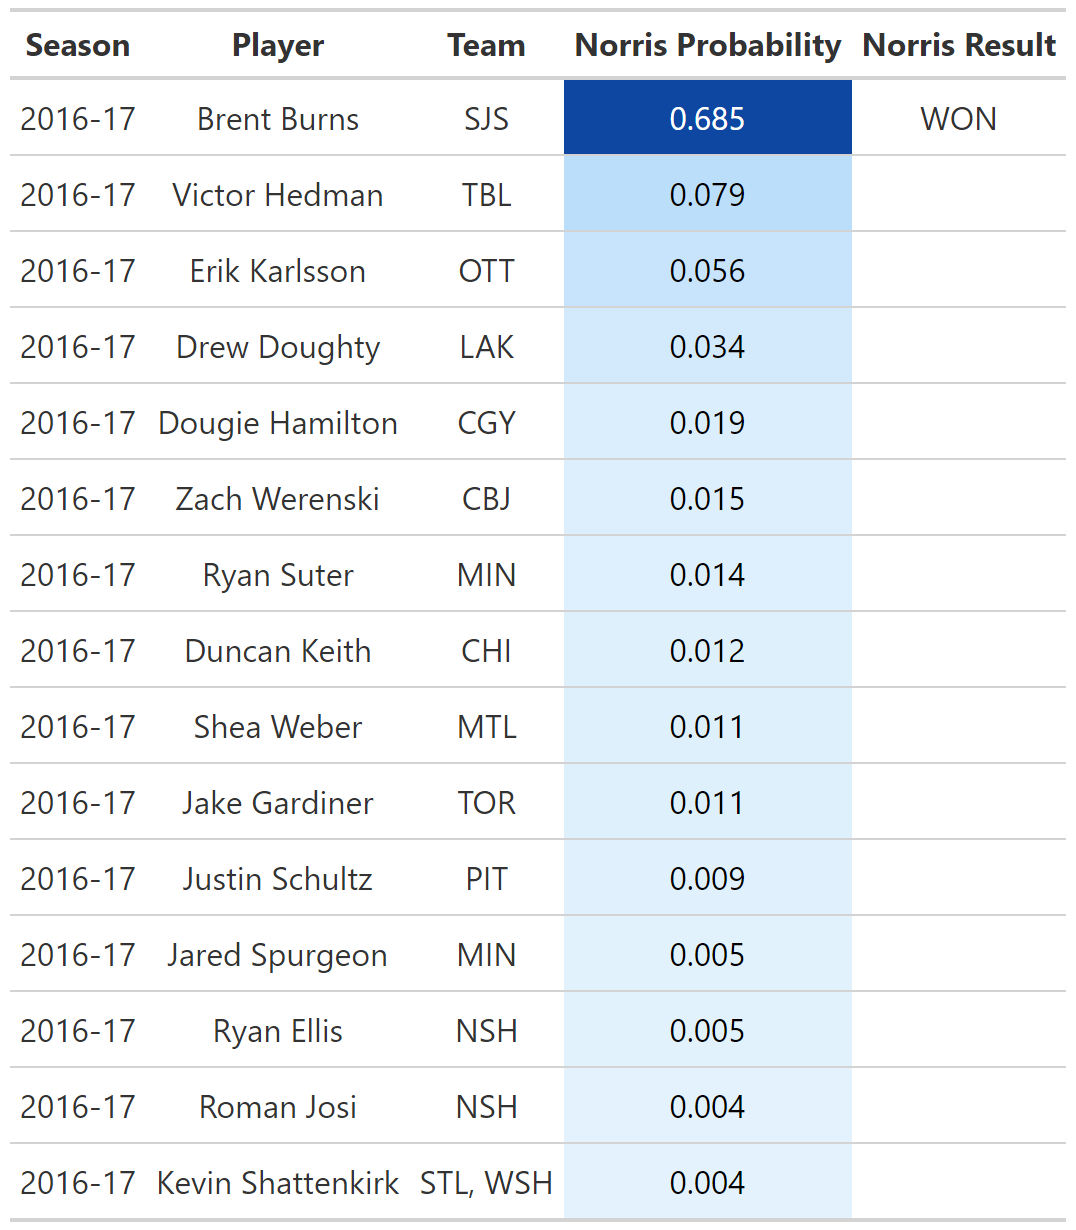 Season Player Team Norris Probability Norris Result
2016-17 Brent Burns SJS 0.685 WON
2016-17 Victor Hedman TBL 0.079
2016-17 Erik Karlsson OTT 0.056
2016-17 Drew Doughty LAK 0.034
2016-17 Dougie Hamilton CGY 0.019
2016-17 Zach Werenski CBJ 0.015
2016-17 Ryan Suter MIN 0.014
2016-17 Duncan Keith CHI 0.012
2016-17 Shea Weber MTL 0.011
2016-17 Jake Gardiner TOR 0.011
2016-17 Justin Schultz PIT 0.009
2016-17 Jared Spurgeon MIN 0.005
2016-17 Ryan Ellis NSH 0.005
2016-17 Roman Josi NSH 0.004
2016-17 Kevin Shattenkirk STL, WSH 0.004